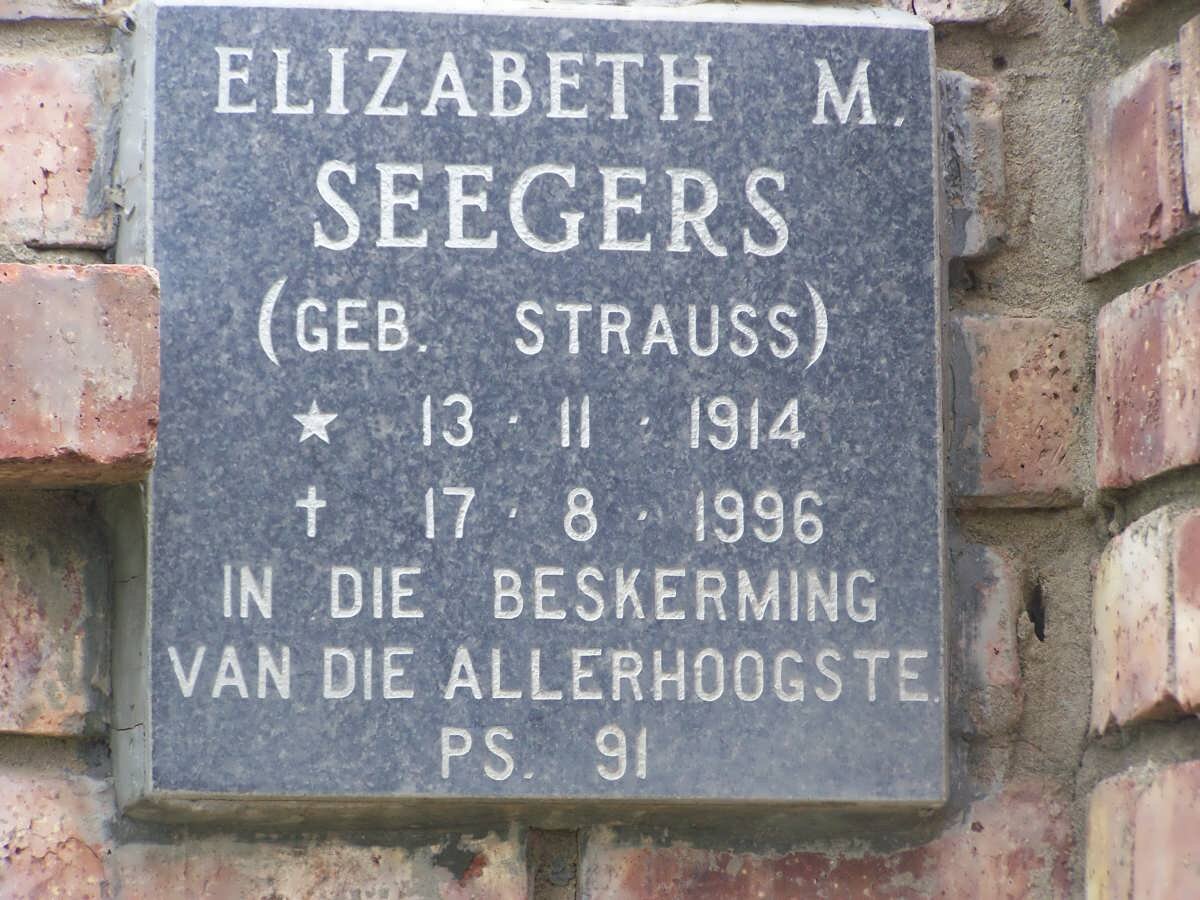 ELIZABETH M.
SEEGERS
(GEB. STRAUSS)
★ 13 · 11 · 1914
† 17 · 8 · 1996
IN DIE BESKERMING
VAN DIE ALLERHOOGSTE.
PS. 91